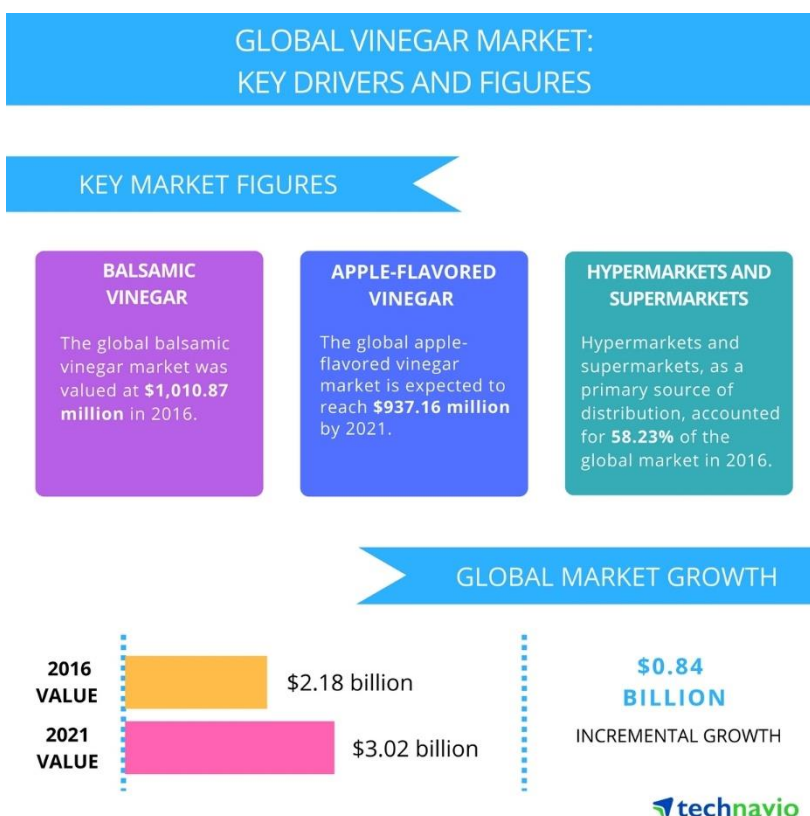 GLOBAL VINEGAR MARKET:
KEY DRIVERS AND FIGURES
KEY MARKET FIGURES
BALSAMIC
VINEGAR
The global balsamic
vinegar market was
valued at $1,010.87
million in 2016.
APPLE-FLAVORED
VINEGAR
The global apple-
flavored vinegar
market is expected to
reach $937.16 million
by 2021.
HYPERMARKETS AND
SUPERMARKETS
Hypermarkets and
supermarkets, as a
primary source of
distribution, accounted
for 58.23% of the
global market in 2016.
GLOBAL MARKET GROWTH
2016
VALUE
$2.18 billion
2021
VALUE
$3.02 billion
$0.84
BILLION
INCREMENTAL GROWTH
technavio